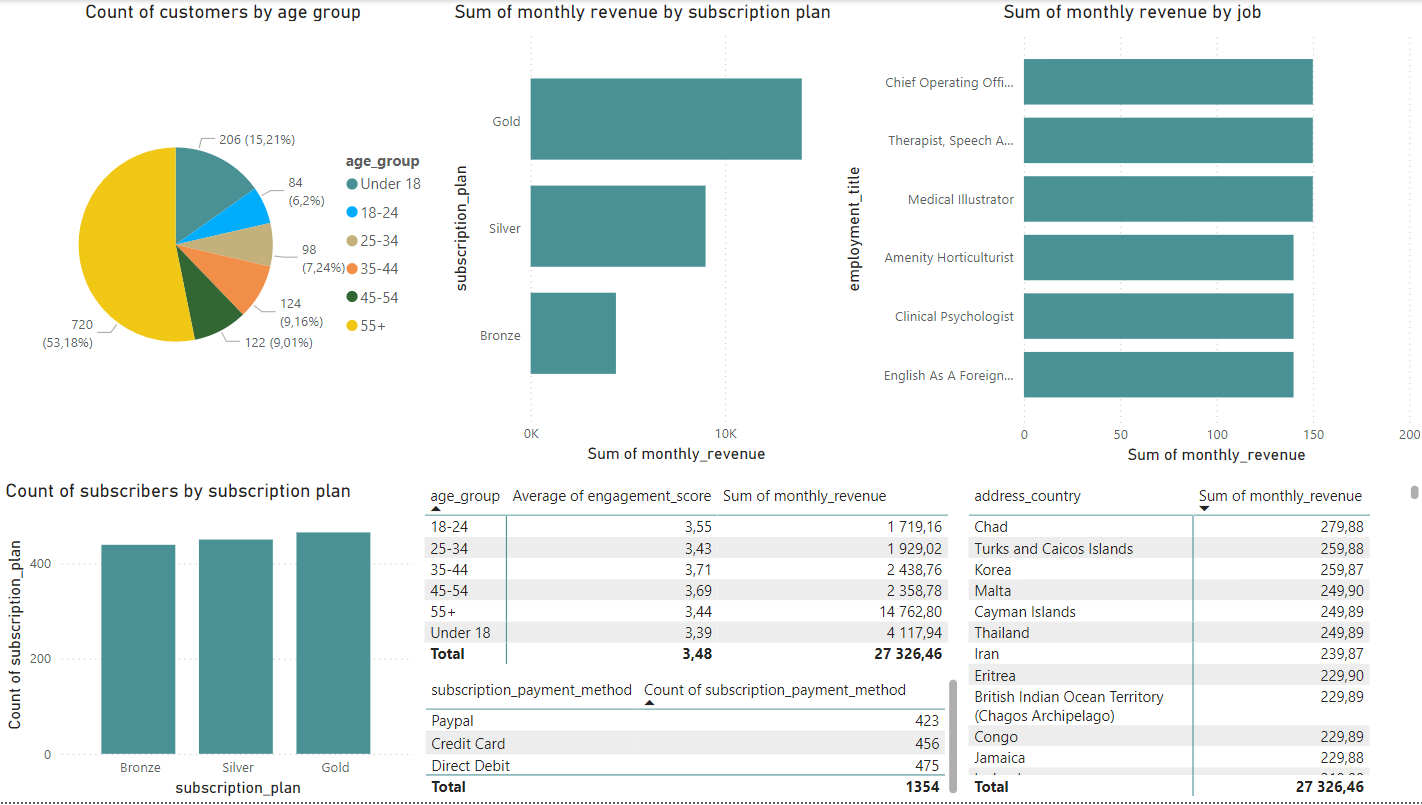 Count of customers by age group
206 (15,21%)
84
(6,2%)
98
(7,24%)
124
(9,16%)
122 (9,01%)
720
(53,18%)
age_group
Under 18
18-24
25-34
35-44
45-54
55+
Sum of monthly revenue by subscription plan
subscription_plan
Gold
Silver
Bronze
0K
10K
Sum of monthly_revenue
Sum of monthly revenue by job
employment_title
Chief Operating Offi...
Therapist, Speech A...
Medical Illustrator
Amenity Horticulturist
Clinical Psychologist
English As A Foreign...
0
50
100
150
200
Sum of monthly_revenue
Count of subscribers by subscription plan
Count of subscription_plan
400
200
0
Bronze
Silver
Gold
subscription_plan
age_group Average of engagement_score Sum of monthly_revenue
18-24 3,55 1 719,16
25-34 3,43 1 929,02
35-44 3,71 2 438,76
45-54 3,69 2 358,78
55+ 3,44 14 762,80
Under 18 3,39 4 117,94
Total 3,48 27 326,46
subscription_payment_method Count of subscription_payment_method
Paypal 423
Credit Card 456
Direct Debit 475
Total 1354
address_country Sum of monthly_revenue
Chad 279,88
Turks and Caicos Islands 259,88
Korea 259,87
Malta 249,90
Cayman Islands 249,89
Thailand 249,89
Iran 239,87
Eritrea 229,90
British Indian Ocean Territory 229,89
(Chagos Archipelago)
Congo 229,89
Jamaica 229,88
Total 27 326,46